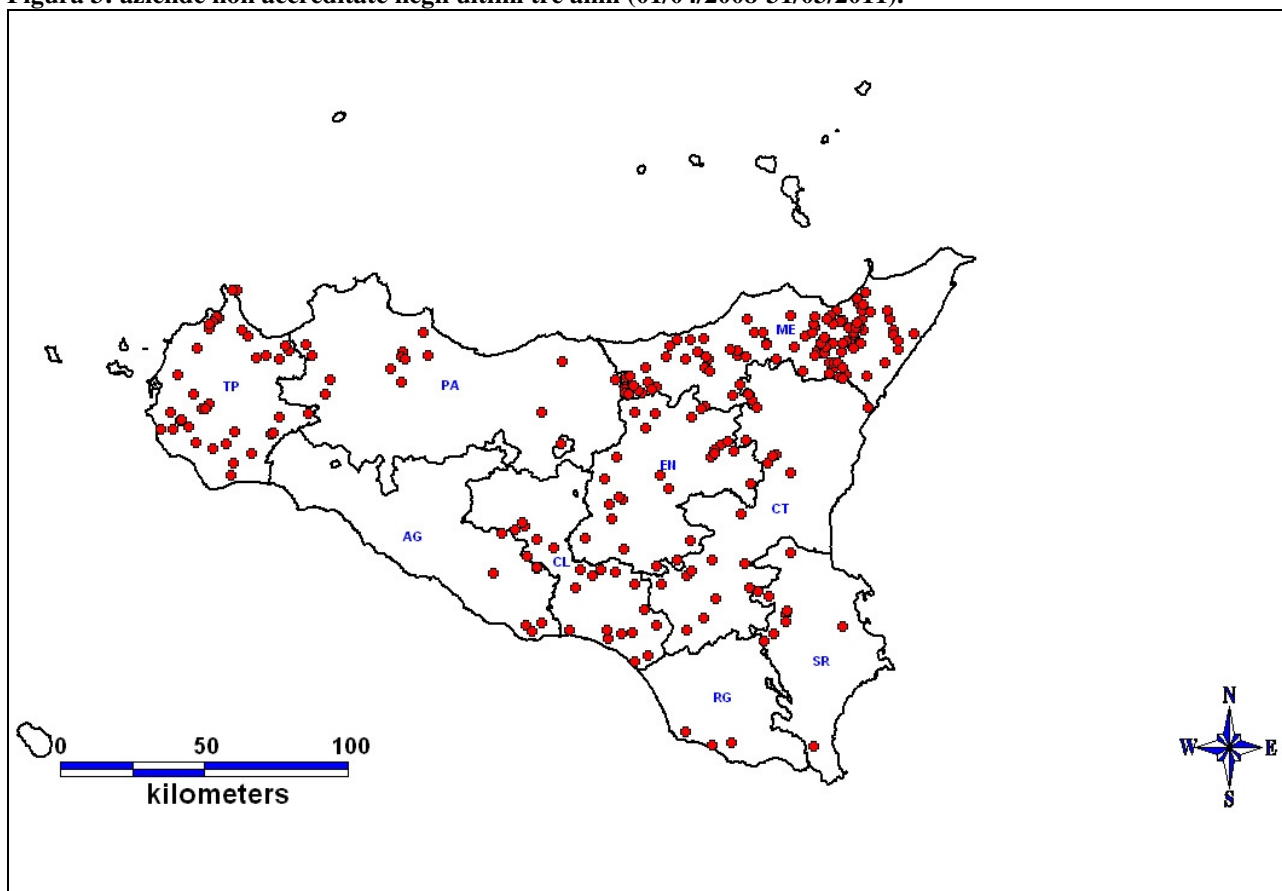 Figura 3: aziende non accreditate negli ultimi tre anni (01/04/2008-31/03/2011).
ME
TP
PA
EN
CT
AG
CL
SR
RG
0 50 100
kilometers
N
W E
S